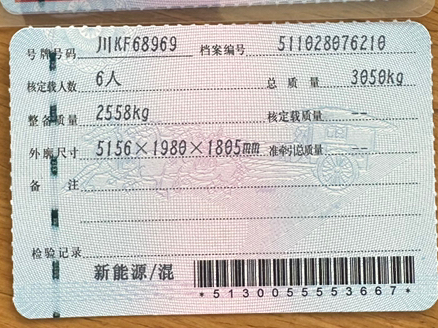 号牌号码 川KF68969 档案编号 511028076210
核定载人数 6人 总质量 3050kg
整备质量 2558kg 核定载质量 --
外廓尺寸 5156×1980×1805mm 准牵引总质量 --
备注
检验记录
新能源/混
*5130055553667*